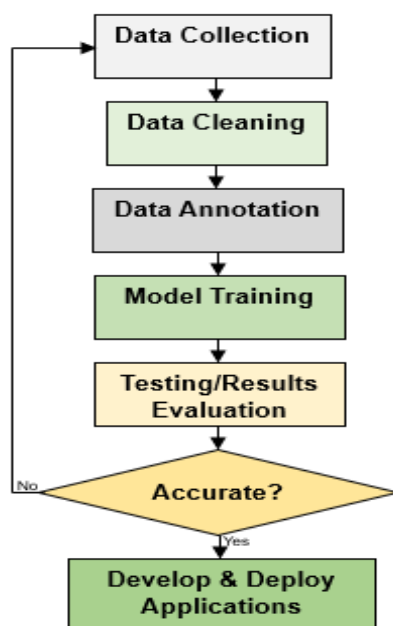 Data Collection
Data Cleaning
Data Annotation
Model Training
Testing/Results
Evaluation
Accurate?
No
Yes
Develop & Deploy
Applications